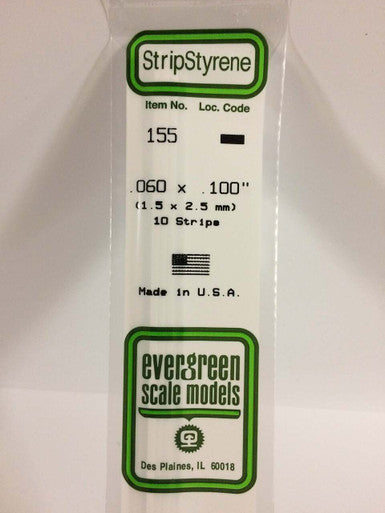 StripStyrene
Item No. Loc. Code
155
.060 x .100"
(1.5 x 2.5 mm)
10 Strips
Made in U.S.A.
evergreen
scale models
Des Plaines, IL 60018